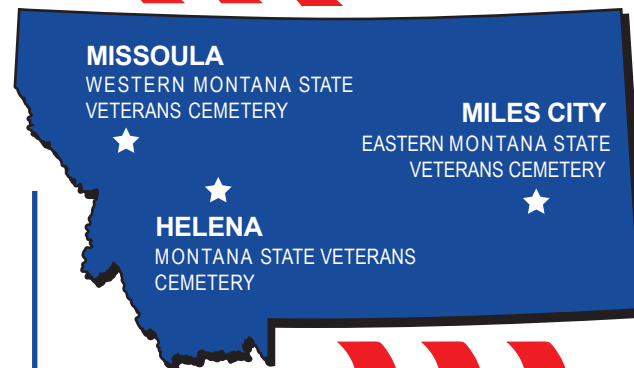 MISSOULA
WESTERN MONTANA STATE
VETERANS CEMETERY
MILES CITY
EASTERN MONTANA STATE
VETERANS CEMETERY
HELENA
MONTANA STATE VETERANS
CEMETERY